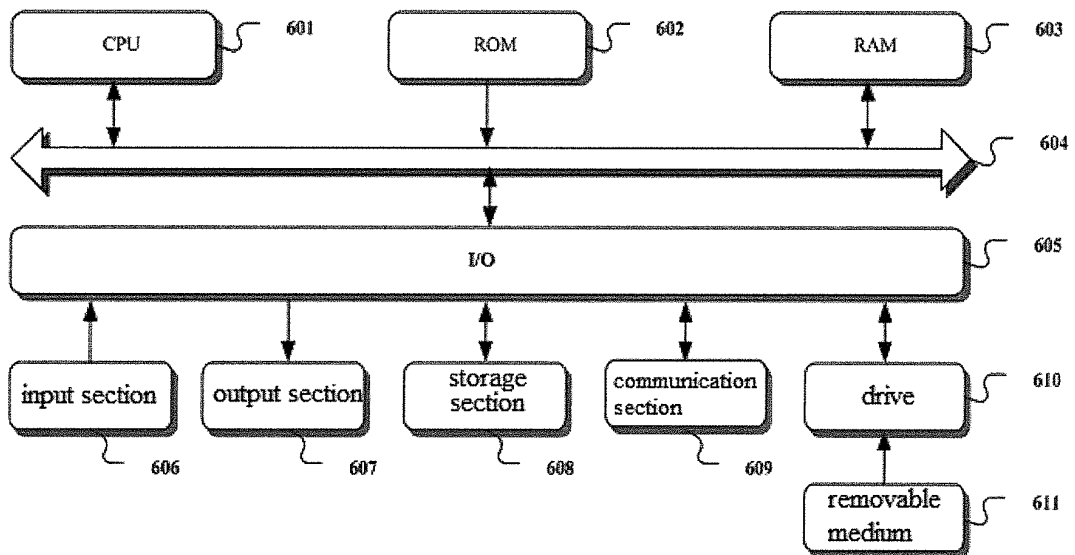 CPU
601
ROM
602
RAM
603
604
I/O
605
input section
606
output section
607
storage
section
608
communication
section
609
drive
610
removable
medium
611